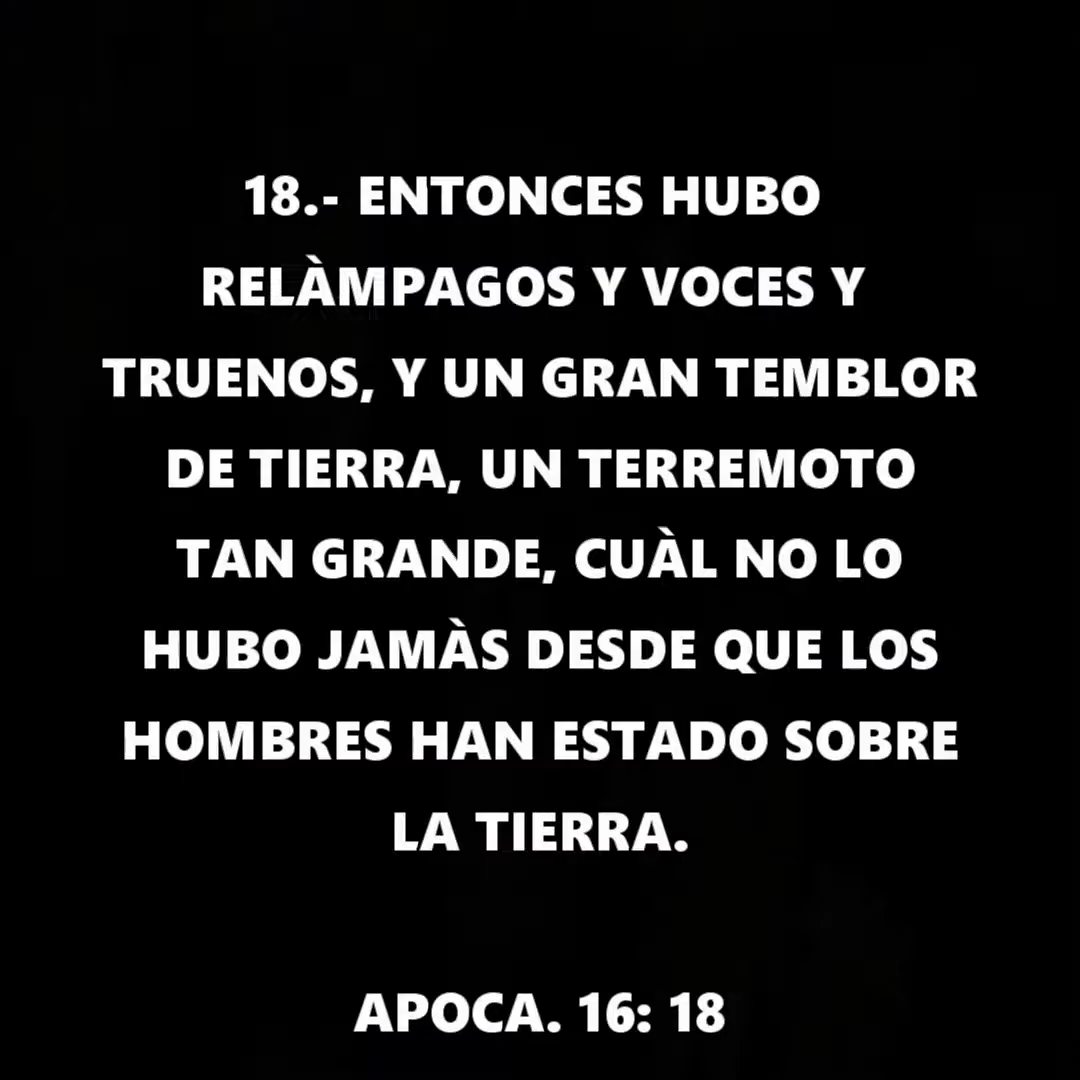 18.- ENTONCES HUBO
RELÀMPAGOS Y VOCES Y
TRUENOS, Y UN GRAN TEMBLOR
DE TIERRA, UN TERREMOTO
TAN GRANDE, CUÀL NO LO
HUBO JAMÀS DESDE QUE LOS
HOMBRES HAN ESTADO SOBRE
LA TIERRA.
APOCA. 16: 18